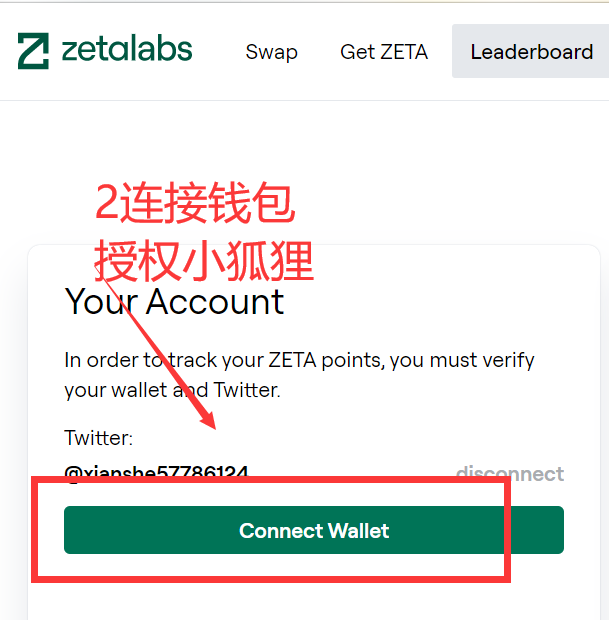 zetalabs Swap Get ZETA Leaderboard
2连接钱包
授权小狐狸
Your Account
In order to track your ZETA points, you must verify
your wallet and Twitter.
Twitter:
@xianshe57786124 disconnect
Connect Wallet